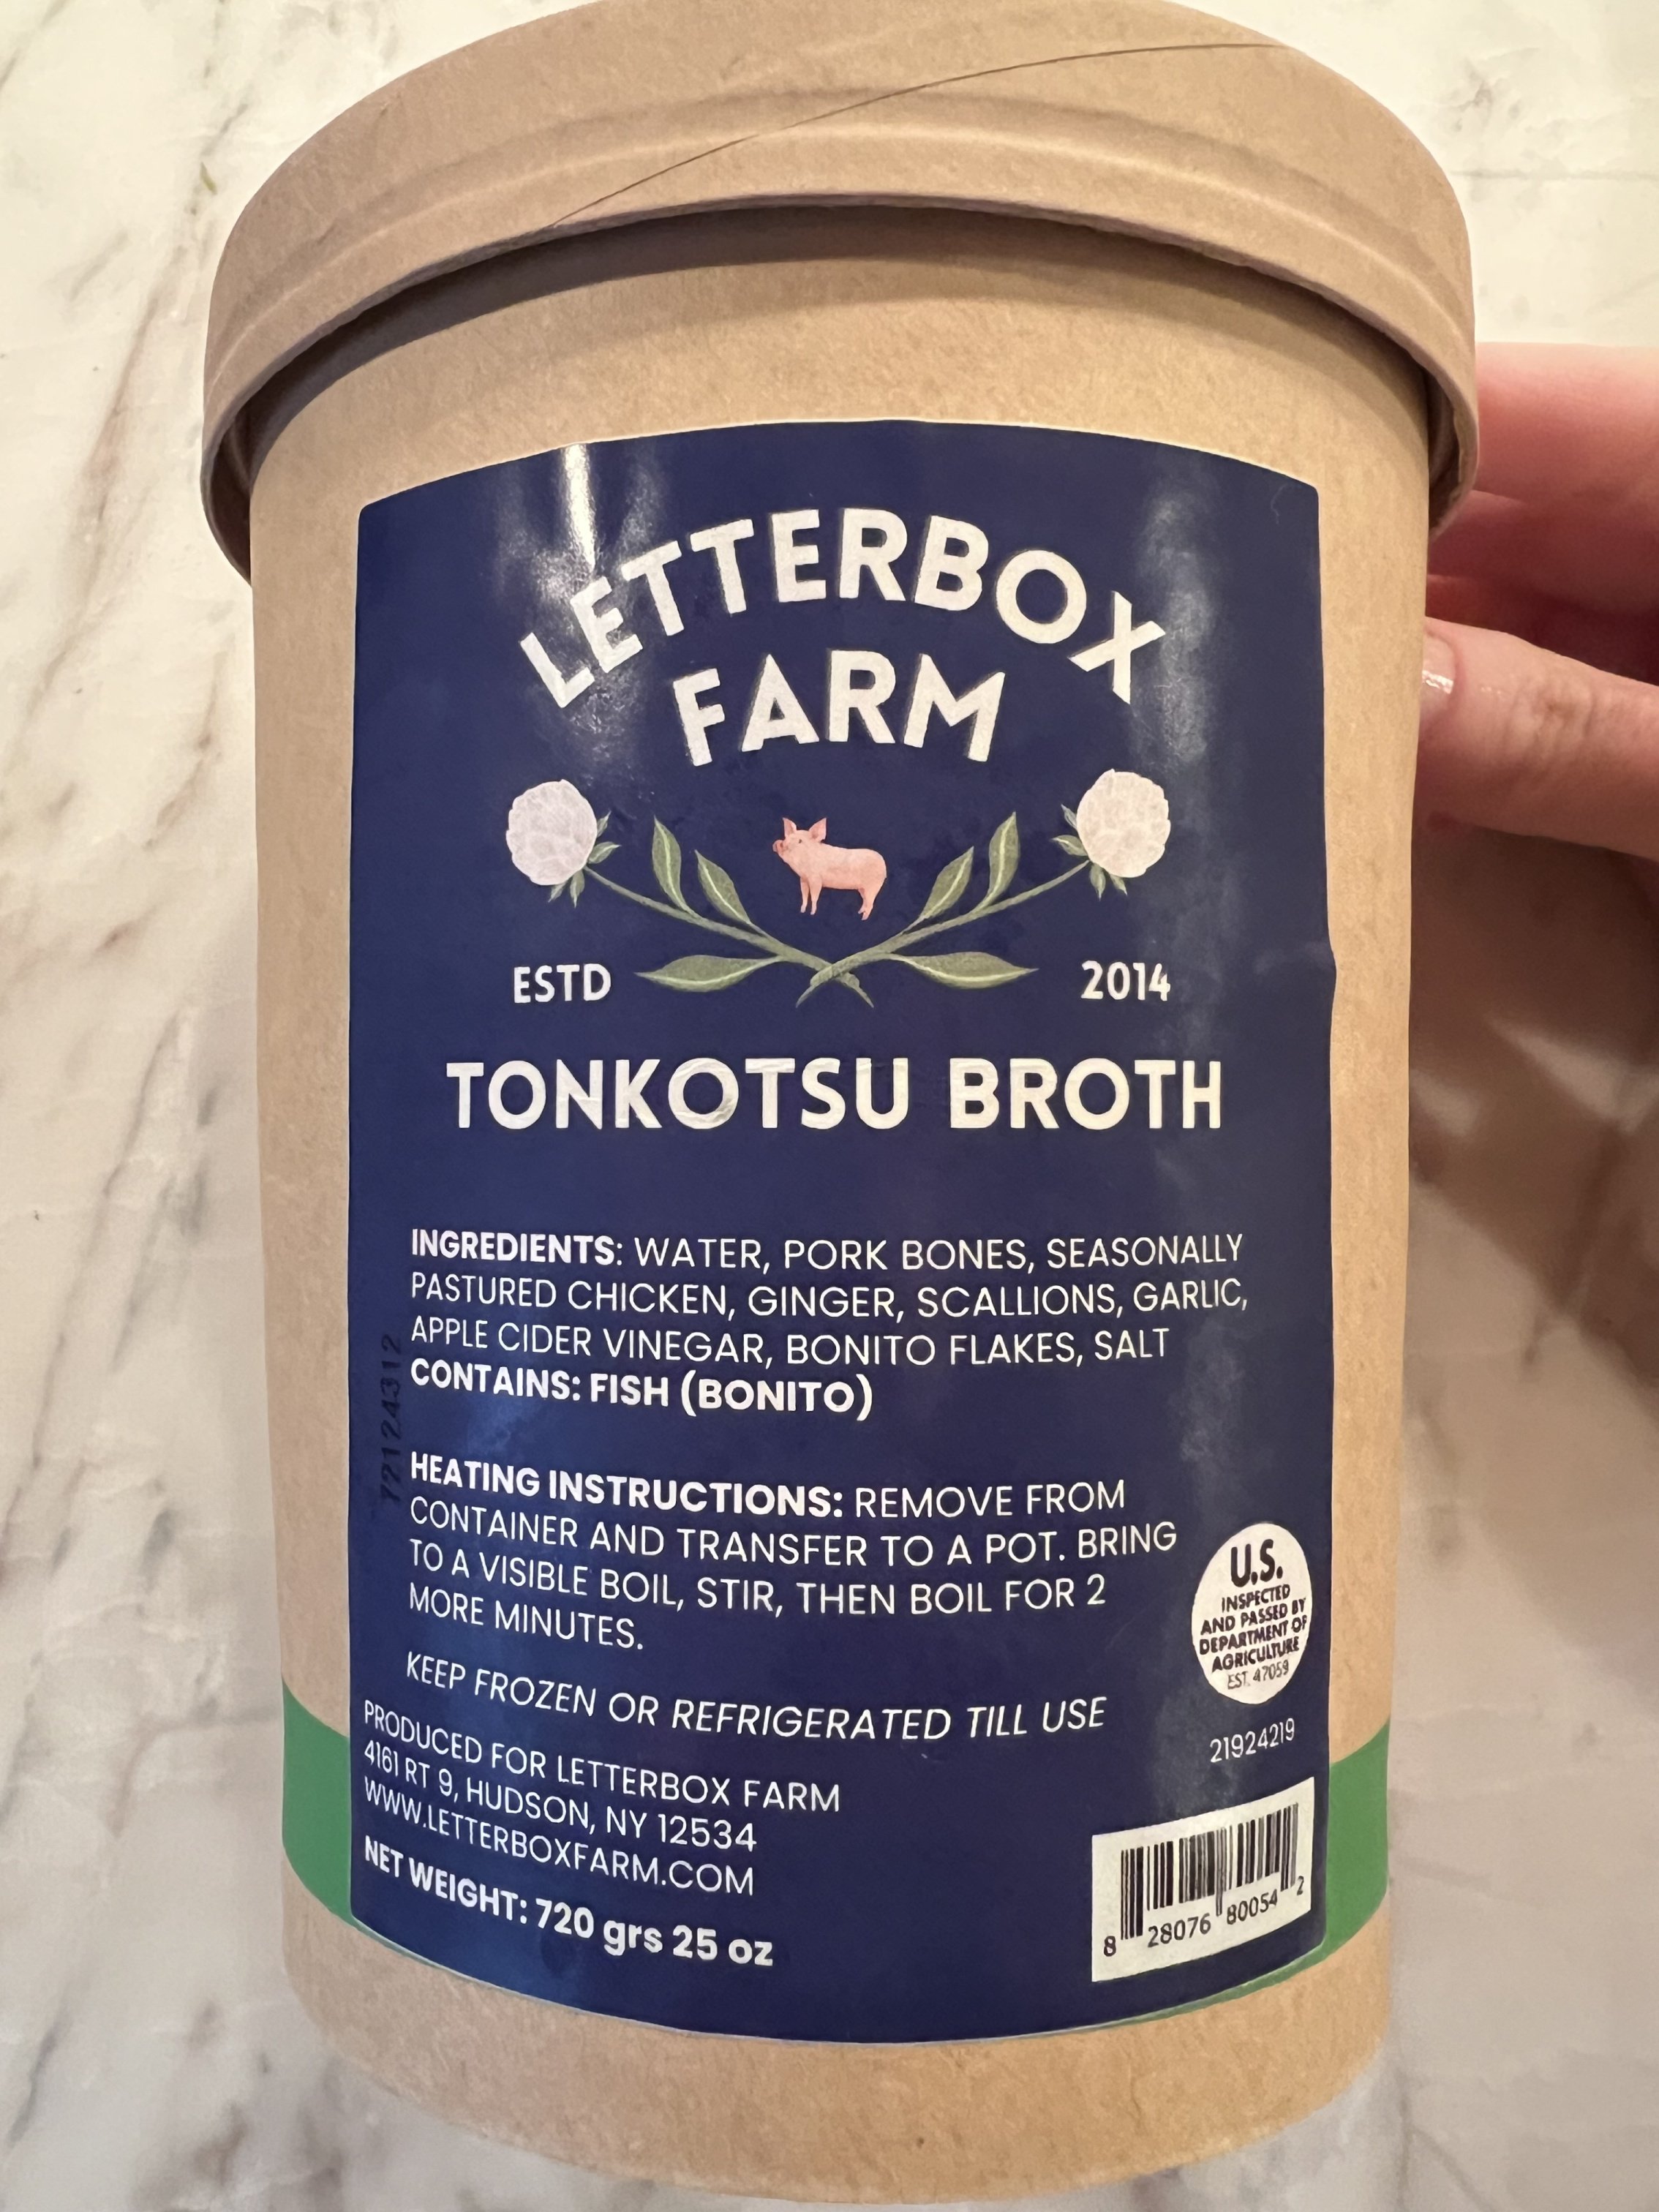 LETTERBOX
FARM
ESTD 2014
TONKOTSU BROTH
INGREDIENTS: WATER, PORK BONES, SEASONALLY
PASTURED CHICKEN, GINGER, SCALLIONS, GARLIC,
APPLE CIDER VINEGAR, BONITO FLAKES, SALT
CONTAINS: FISH (BONITO)
72124312
HEATING INSTRUCTIONS: REMOVE FROM
CONTAINER AND TRANSFER TO A POT. BRING
TO A VISIBLE BOIL, STIR, THEN BOIL FOR 2
MORE MINUTES.
KEEP FROZEN OR REFRIGERATED TILL USE
U.S.
INSPECTED
AND PASSED BY
DEPARTMENT OF
AGRICULTURE
EST. 47059
21924219
PRODUCED FOR LETTERBOX FARM
4161 RT 9, HUDSON, NY 12534
WWW.LETTERBOXFARM.COM
NET WEIGHT: 720 grs 25 oz
8 28076 80054 2